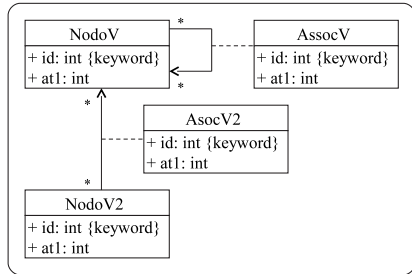 *
NodoV
+ id: int {keyword}
+ at1: int
*
AssocV
+ id: int {keyword}
+ at1: int
*
AsocV2
+ id: int {keyword}
+ at1: int
*
NodoV2
+ id: int {keyword}
+ at1: int